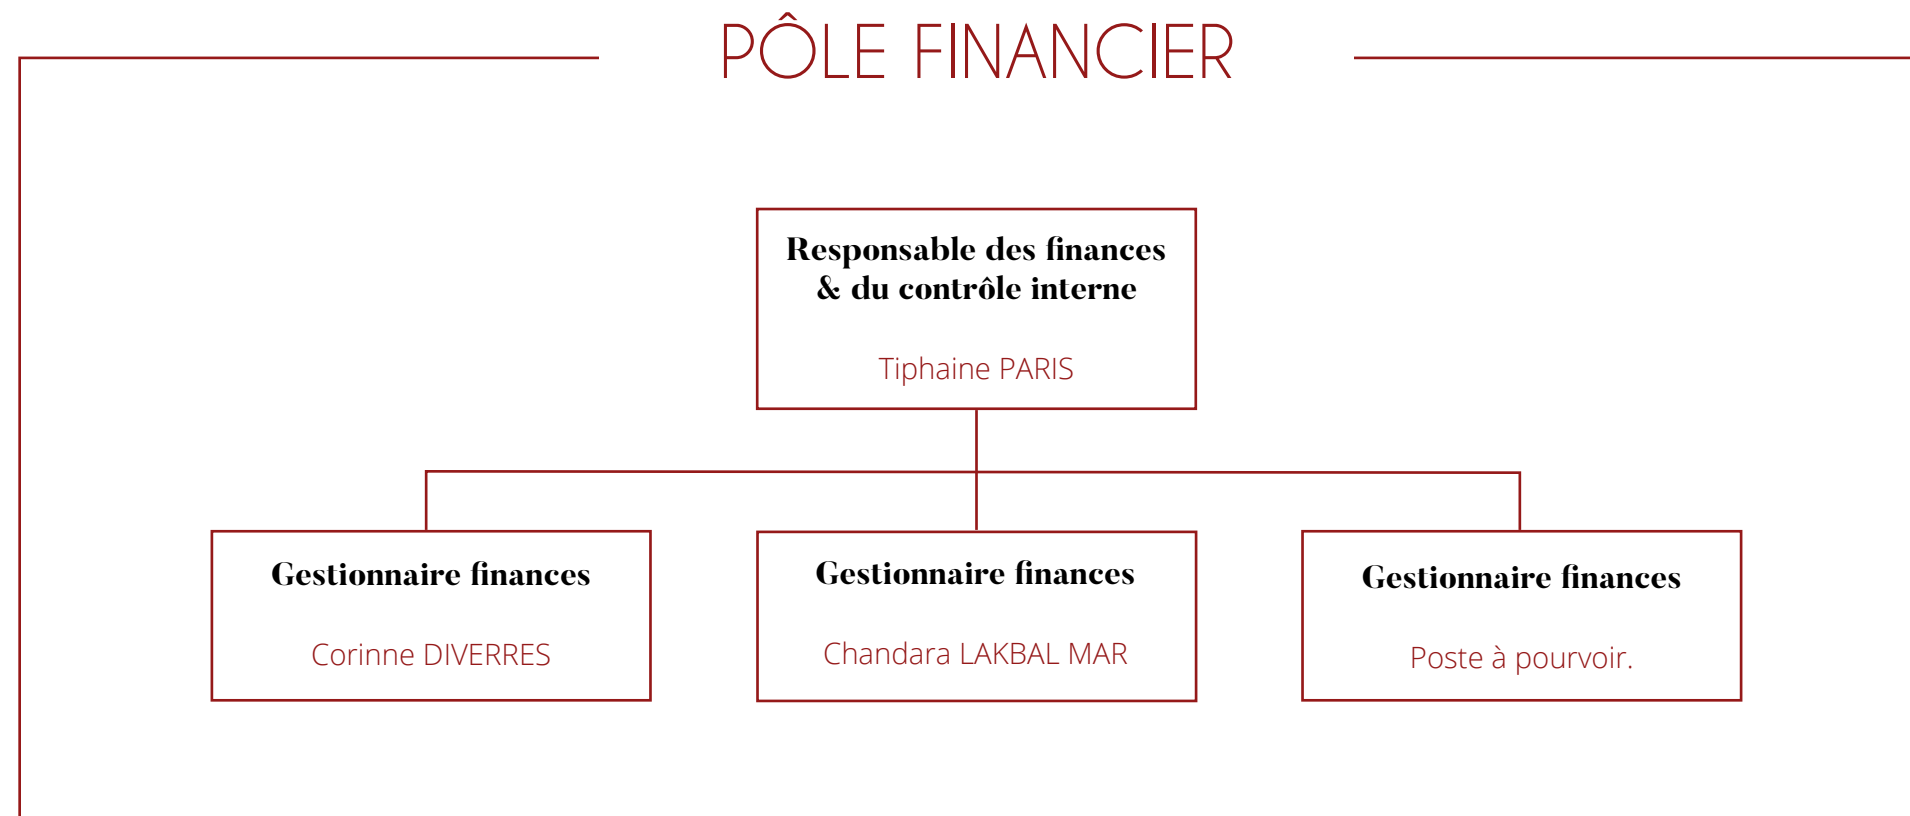 PÔLE FINANCIER
Responsable des finances
& du contrôle interne
Tiphaine PARIS
Gestionnaire finances
Corinne DIVERRES
Gestionnaire finances
Chandara LAKBAL MAR
Gestionnaire finances
Poste à pourvoir.